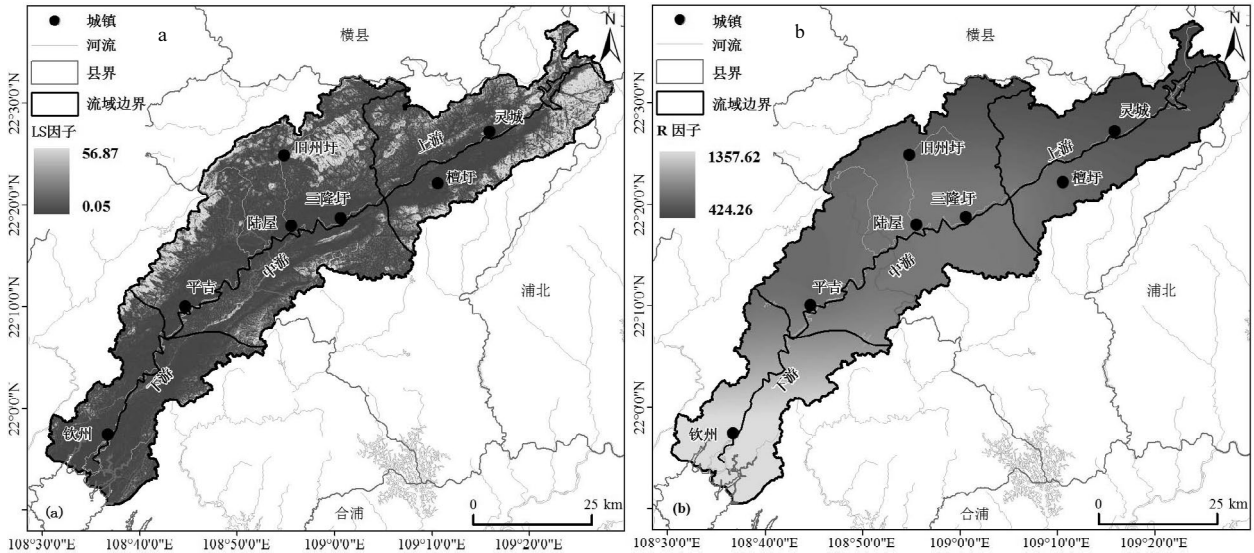 城镇
河流
县界
流域边界
LS因子
56.87
0.05
a
横县
N
灵城
上游
旧州圩
檀圩
三隆圩
陆屋
中游
平吉
浦北
下游
钦州
合浦
(a)
0 25 km
22°30'0"N
22°20'0"N
22°10'0"N
22°0'0"N
108°30'0"E 108°40'0"E 108°50'0"E 109°0'0"E 109°10'0"E 109°20'0"E
城镇
河流
县界
流域边界
R 因子
1357.62
424.26
b
横县
N
灵城
上游
旧州圩
檀圩
三隆圩
陆屋
中游
平吉
浦北
下游
钦州
合浦
(b)
0 25 km
22°30'0"N
22°20'0"N
22°10'0"N
22°0'0"N
108°30'0"E 108°40'0"E 108°50'0"E 109°0'0"E 109°10'0"E 109°20'0"E